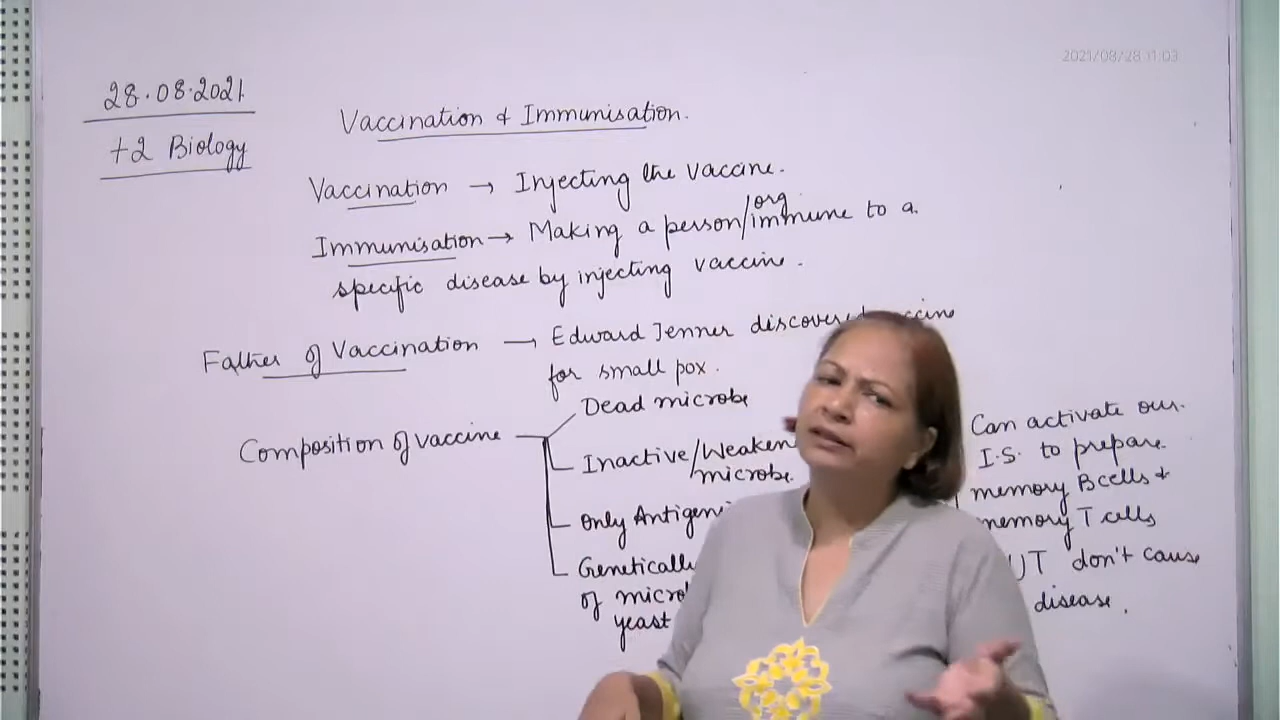 2021/08/28 11:03
28.08.2021
+2 Biology
Vaccination & Immunisation.
Vaccination → Injecting the vaccine.
Immunisation → Making a person/org immune to a
specific disease by injecting vaccine.
Father of Vaccination → Edward Jenner discovered
for small pox.
Composition of vaccine
Dead microbe
Inactive/Weaken
microbe.
Only
of
yeast
Can activate our
I.S. to prepare
memory B cells &
memory T cells
don't cause
disease.